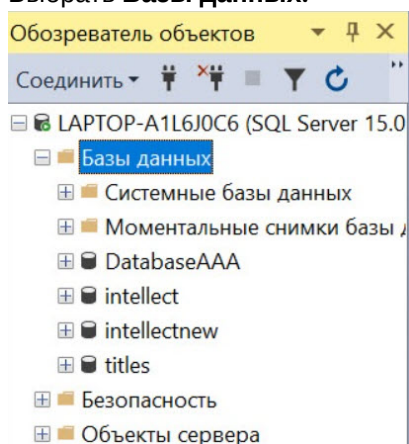 Выбрать Базы данных.
Обозреватель объектов
Соединить
LAPTOP-A1L6J0C6 (SQL Server 15.0
Базы данных
Системные базы данных
Моментальные снимки базы
DatabaseAAA
intellect
intellectnew
titles
Безопасность
Объекты сервера